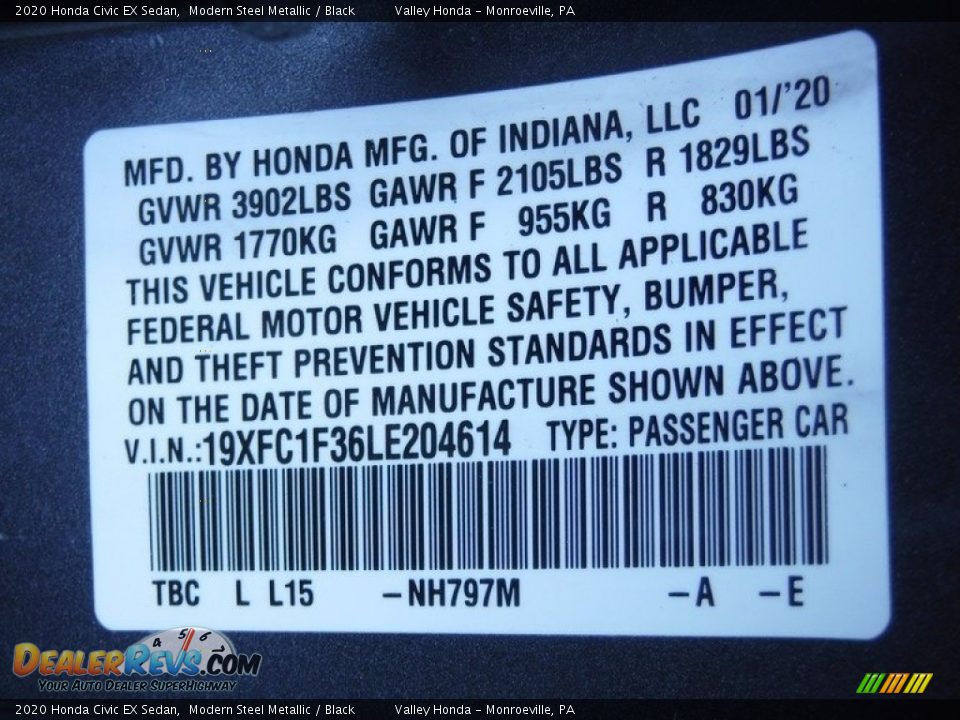 2020 Honda Civic EX Sedan, Modern Steel Metallic / Black Valley Honda - Monroeville, PA
MFD. BY HONDA MFG. OF INDIANA, LLC 01/'20
GVWR 3902LBS GAWR F 2105LBS R 1829LBS
GVWR 1770KG GAWR F 955KG R 830KG
THIS VEHICLE CONFORMS TO ALL APPLICABLE
FEDERAL MOTOR VEHICLE SAFETY, BUMPER,
AND THEFT PREVENTION STANDARDS IN EFFECT
ON THE DATE OF MANUFACTURE SHOWN ABOVE.
V.I.N.:19XFC1F36LE204614 TYPE: PASSENGER CAR
TBC L L15 -NH797M -A -E
4 5 6
DEALERREVS.COM
YOUR AUTO DEALER SUPERHIGHWAY
2020 Honda Civic EX Sedan, Modern Steel Metallic / Black Valley Honda - Monroeville, PA